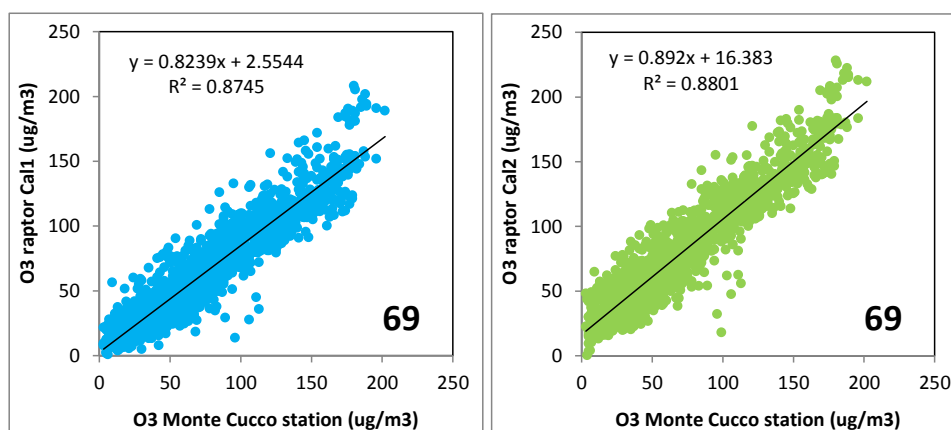 y = 0.8239x + 2.5544
R² = 0.8745
O3 raptor Cal1 (ug/m3)
250
200
150
100
50
0
69
0 50 100 150 200 250
O3 Monte Cucco station (ug/m3)
y = 0.892x + 16.383
R² = 0.8801
O3 raptor Cal2 (ug/m3)
250
200
150
100
50
0
69
0 50 100 150 200 250
O3 Monte Cucco station (ug/m3)